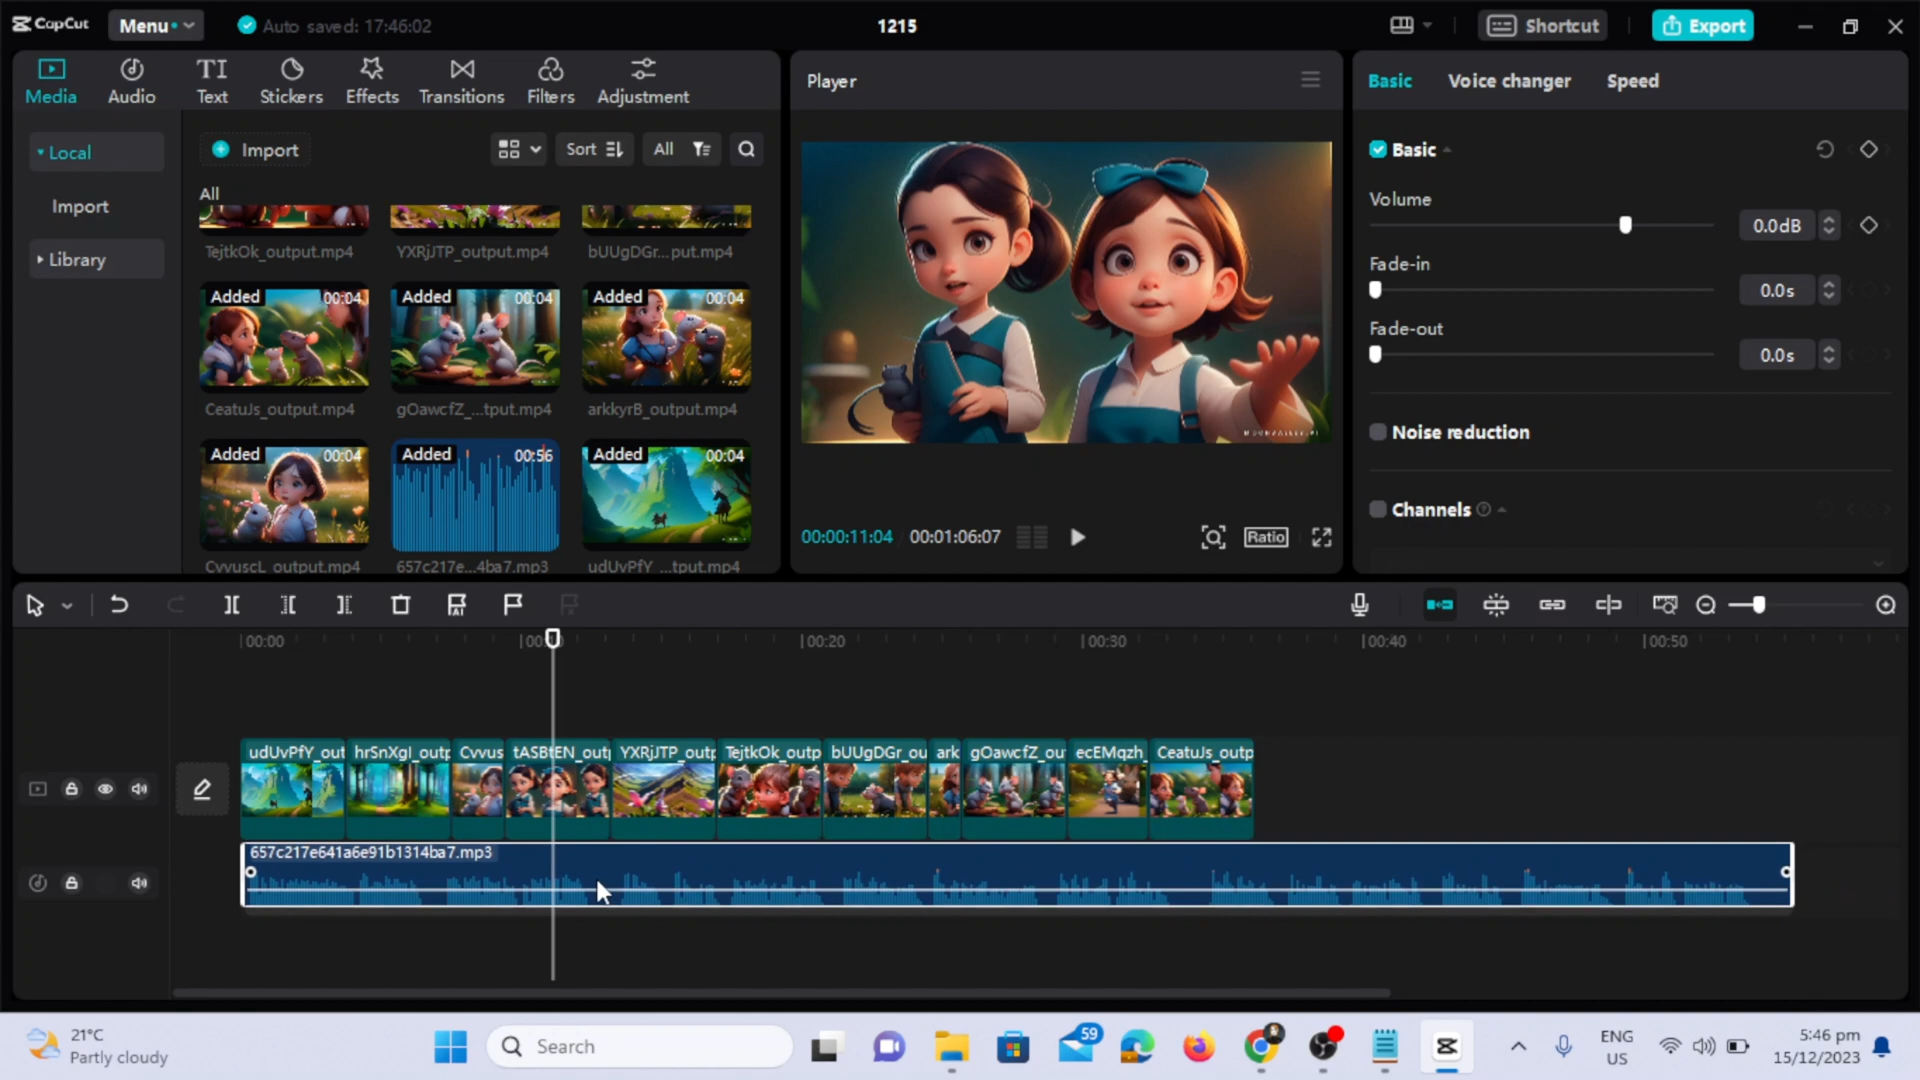 CapCut
Menu
Auto saved: 17:46:02
1215
Shortcut
Export
Media
Audio
Text
Stickers
Effects
Transitions
Filters
Adjustment
Player
Basic
Voice changer
Speed
Local
Import
Library
Import
Sort
All
All
TejtkOk_output.mp4
YXRjJTP_output.mp4
bUUgDGr...put.mp4
Added
00:04
Added
00:04
Added
00:04
CeatuJs_output.mp4
gOawcfZ_...tput.mp4
arkkyrB_output.mp4
Added
00:04
Added
00:56
Added
00:04
CvvuscL_output.mp4
657c217e...4ba7.mp3
udUvPfY_...tput.mp4
00:00:11:04
00:01:06:07
Ratio
Basic
Volume
0.0dB
Fade-in
0.0s
Fade-out
0.0s
Noise reduction
Channels
00:00
00:20
00:30
00:40
00:50
udUvPfY_out
hrSnXgI_outp
Cvvus
tASBtEN_outp
YXRjJTP_outp
TejtkOk_outp
bUUgDGr_ou
ark
gOawcfZ_ou
ecEMqzh_
CeatuJs_outp
657c217e641a6e91b1314ba7.mp3
21°C
Partly cloudy
Search
59
ENG
US
5:46 pm
15/12/2023